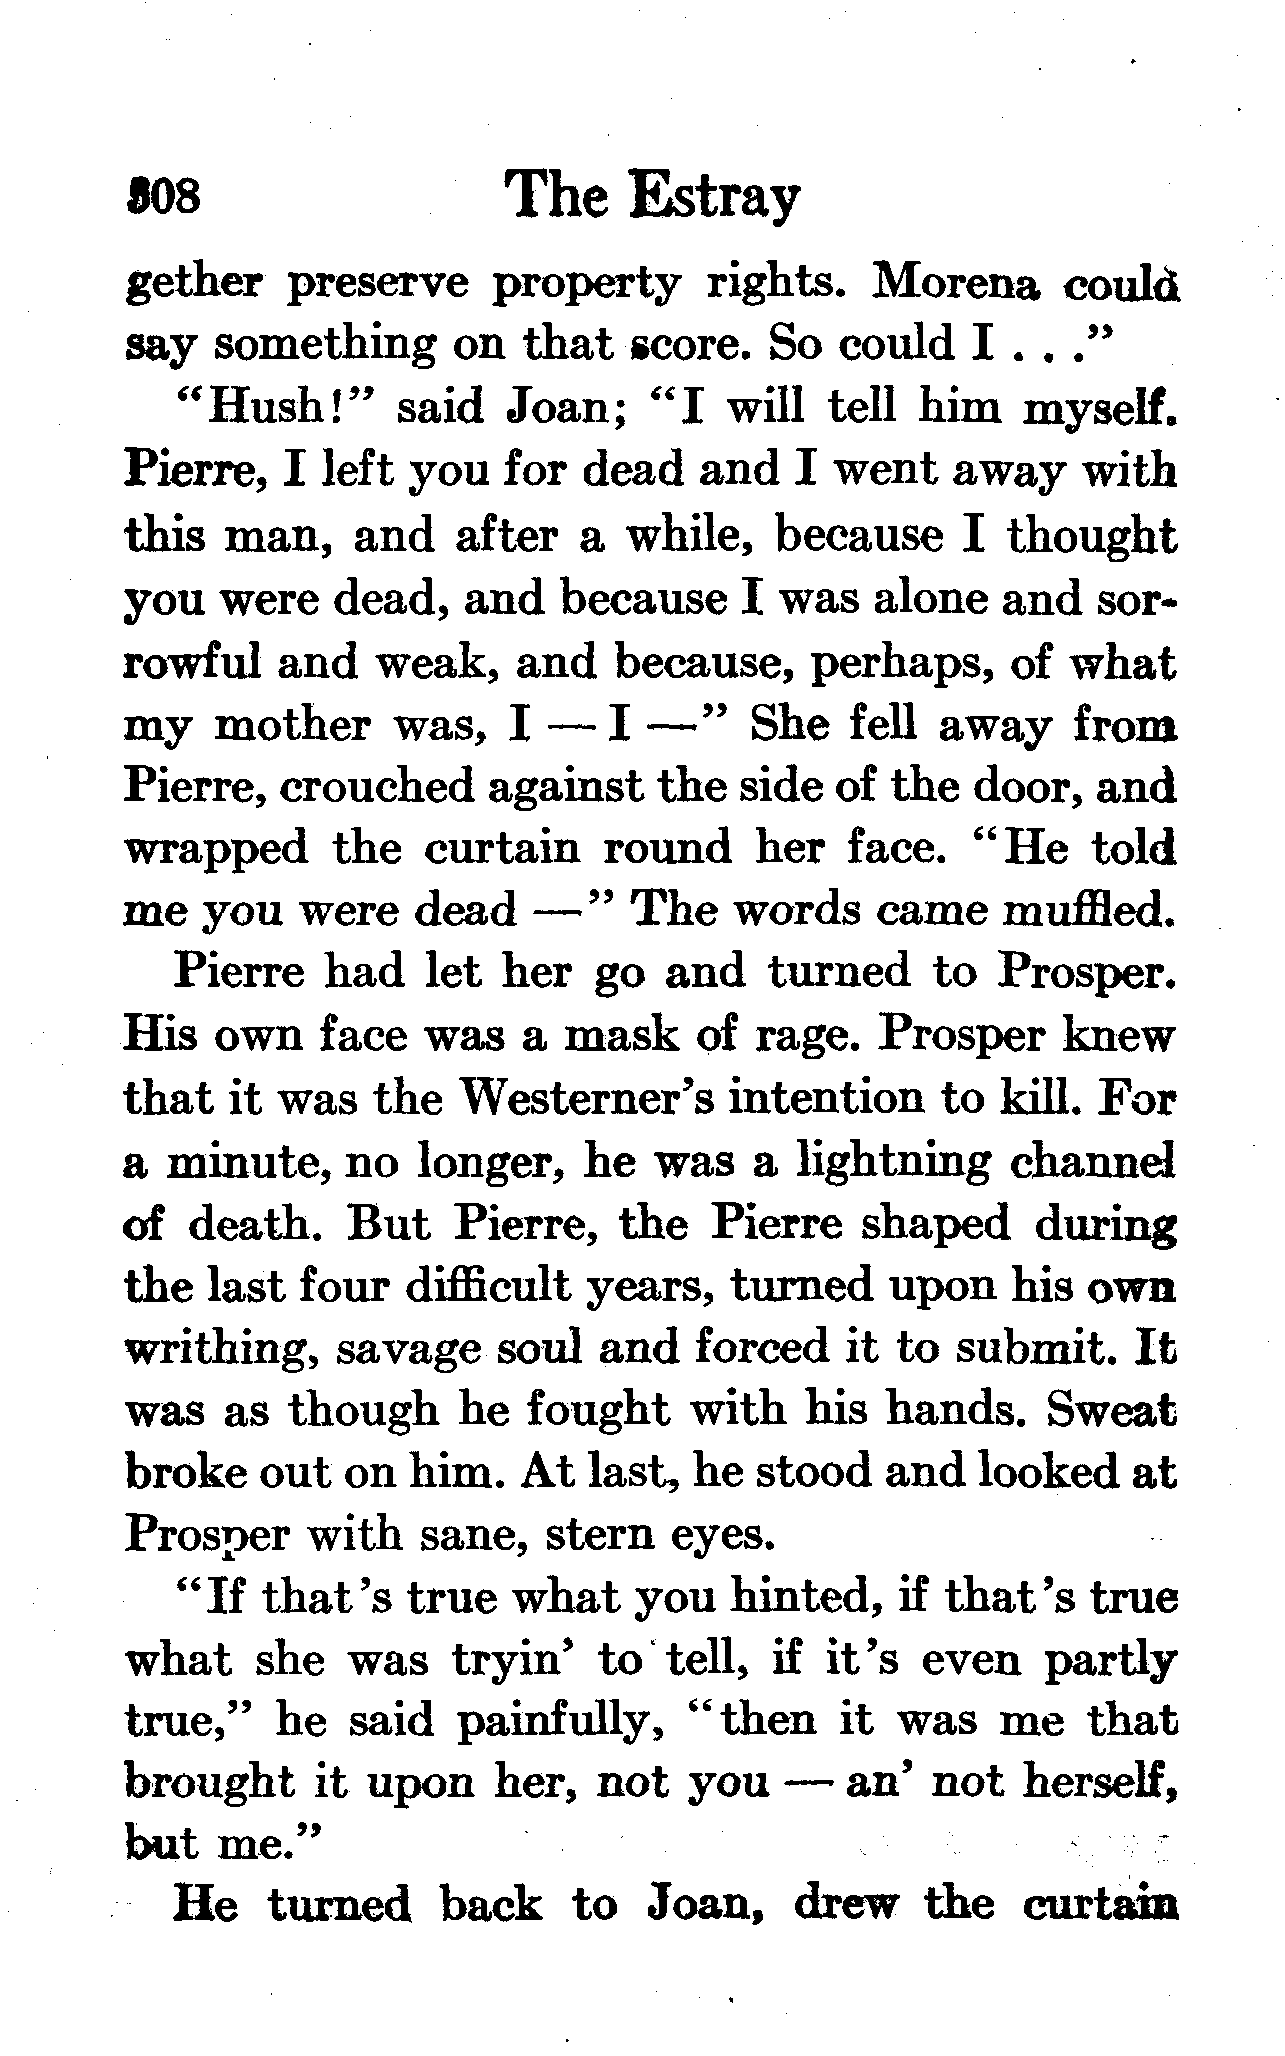 308 The Estray
gether preserve property rights. Morena could
say something on that score. So could I . . ."
"Hush!" said Joan; "I will tell him myself.
Pierre, I left you for dead and I went away with
this man, and after a while, because I thought
you were dead, and because I was alone and sor-
rowful and weak, and because, perhaps, of what
my mother was, I — I —" She fell away from
Pierre, crouched against the side of the door, and
wrapped the curtain round her face. "He told
me you were dead —" The words came muffled.
Pierre had let her go and turned to Prosper.
His own face was a mask of rage. Prosper knew
that it was the Westerner's intention to kill. For
a minute, no longer, he was a lightning channel
of death. But Pierre, the Pierre shaped during
the last four difficult years, turned upon his own
writhing, savage soul and forced it to submit. It
was as though he fought with his hands. Sweat
broke out on him. At last, he stood and looked at
Prosper with sane, stern eyes.
"If that's true what you hinted, if that's true
what she was tryin' to tell, if it's even partly
true," he said painfully, "then it was me that
brought it upon her, not you — an' not herself,
but me."
He turned back to Joan, drew the curtain